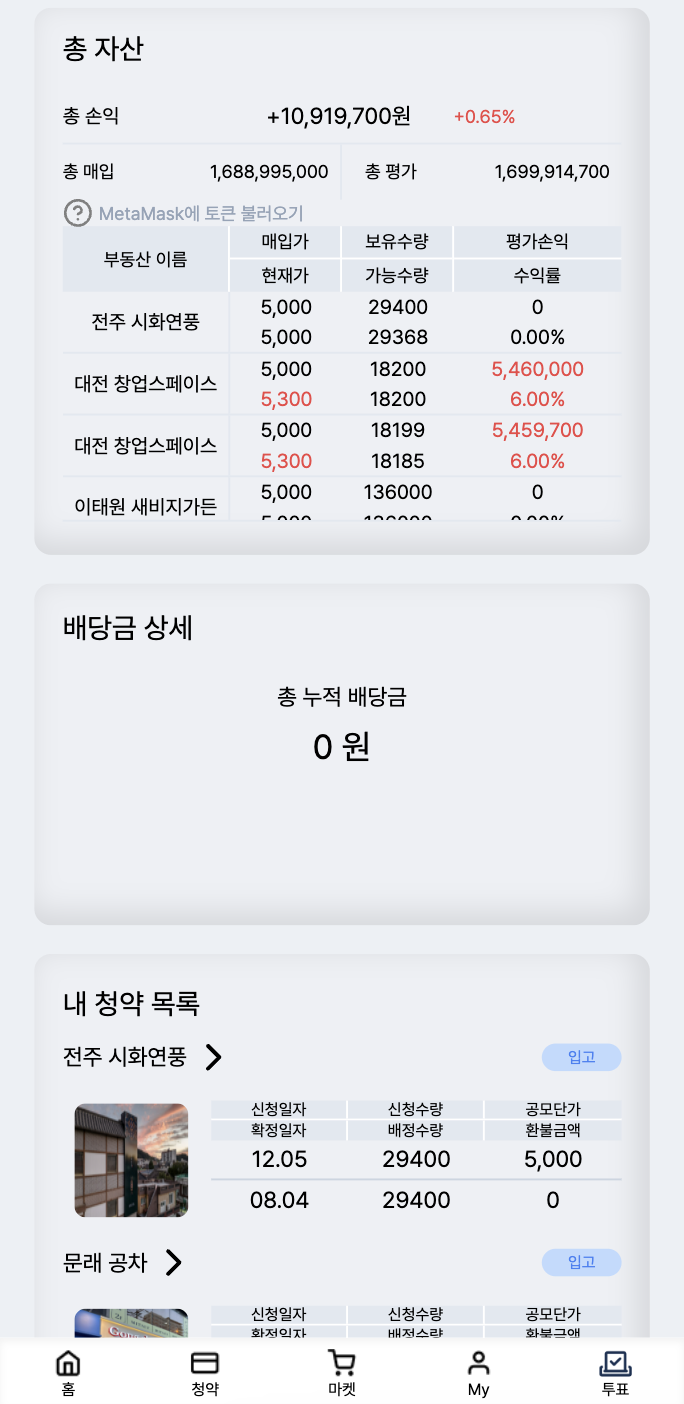 총 자산
총 손익 +10,919,700원 +0.65%
총 매입 1,688,995,000 총 평가 1,699,914,700
MetaMask에 토큰 불러오기
부동산 이름 매입가 보유수량 평가손익
현재가 가능수량 수익률
전주 시화연풍 5,000 29400 0
5,000 29368 0.00%
대전 창업스페이스 5,000 18200 5,460,000
5,300 18200 6.00%
대전 창업스페이스 5,000 18199 5,459,700
5,300 18185 6.00%
이태원 새비지가든 5,000 136000 0
배당금 상세
총 누적 배당금
0 원
내 청약 목록
전주 시화연풍 입고
신청일자 신청수량 공모단가
확정일자 배정수량 환불금액
12.05 29400 5,000
08.04 29400 0
문래 공차 입고
신청일자 신청수량 공모단가
확정일자 배정수량 환불금액
홈 청약 마켓 My 투표